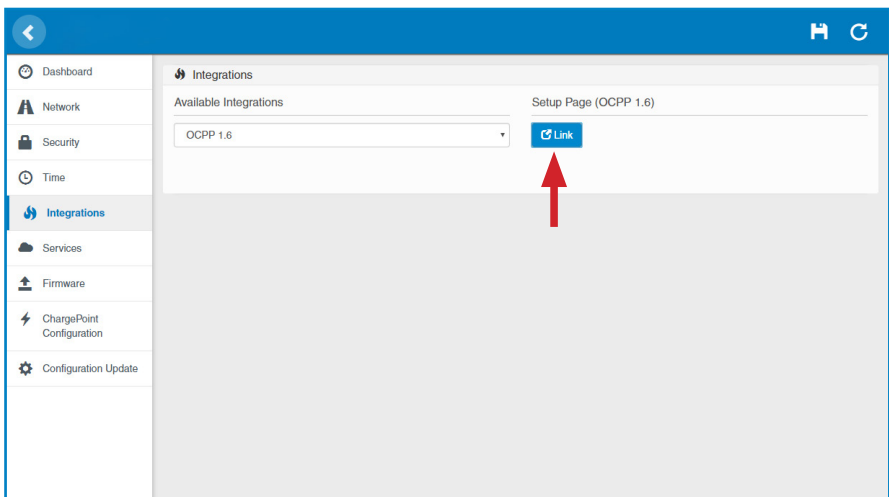 Dashboard
Network
Security
Time
Integrations
Services
Firmware
ChargePoint
Configuration
Configuration Update
Integrations
Available Integrations
OCPP 1.6
Setup Page (OCPP 1.6)
Link